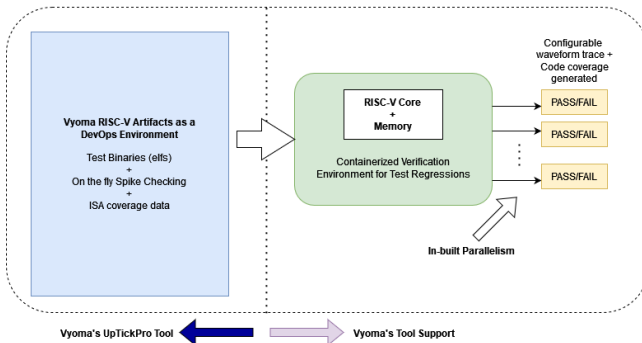 Vyoma RISC-V Artifacts as a
DevOps Environment
Test Binaries (elfs)
+
On the fly Spike Checking
+
ISA coverage data
RISC-V Core
+
Memory
Containerized Verification
Environment for Test Regressions
Configurable
waveform trace +
Code coverage
generated
PASS/FAIL
PASS/FAIL
PASS/FAIL
In-built Parallelism
Vyoma's UpTickPro Tool
Vyoma's Tool Support